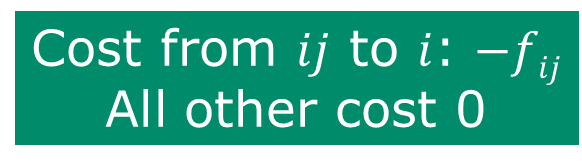 Cost from ij to i: −f_ij
All other cost 0